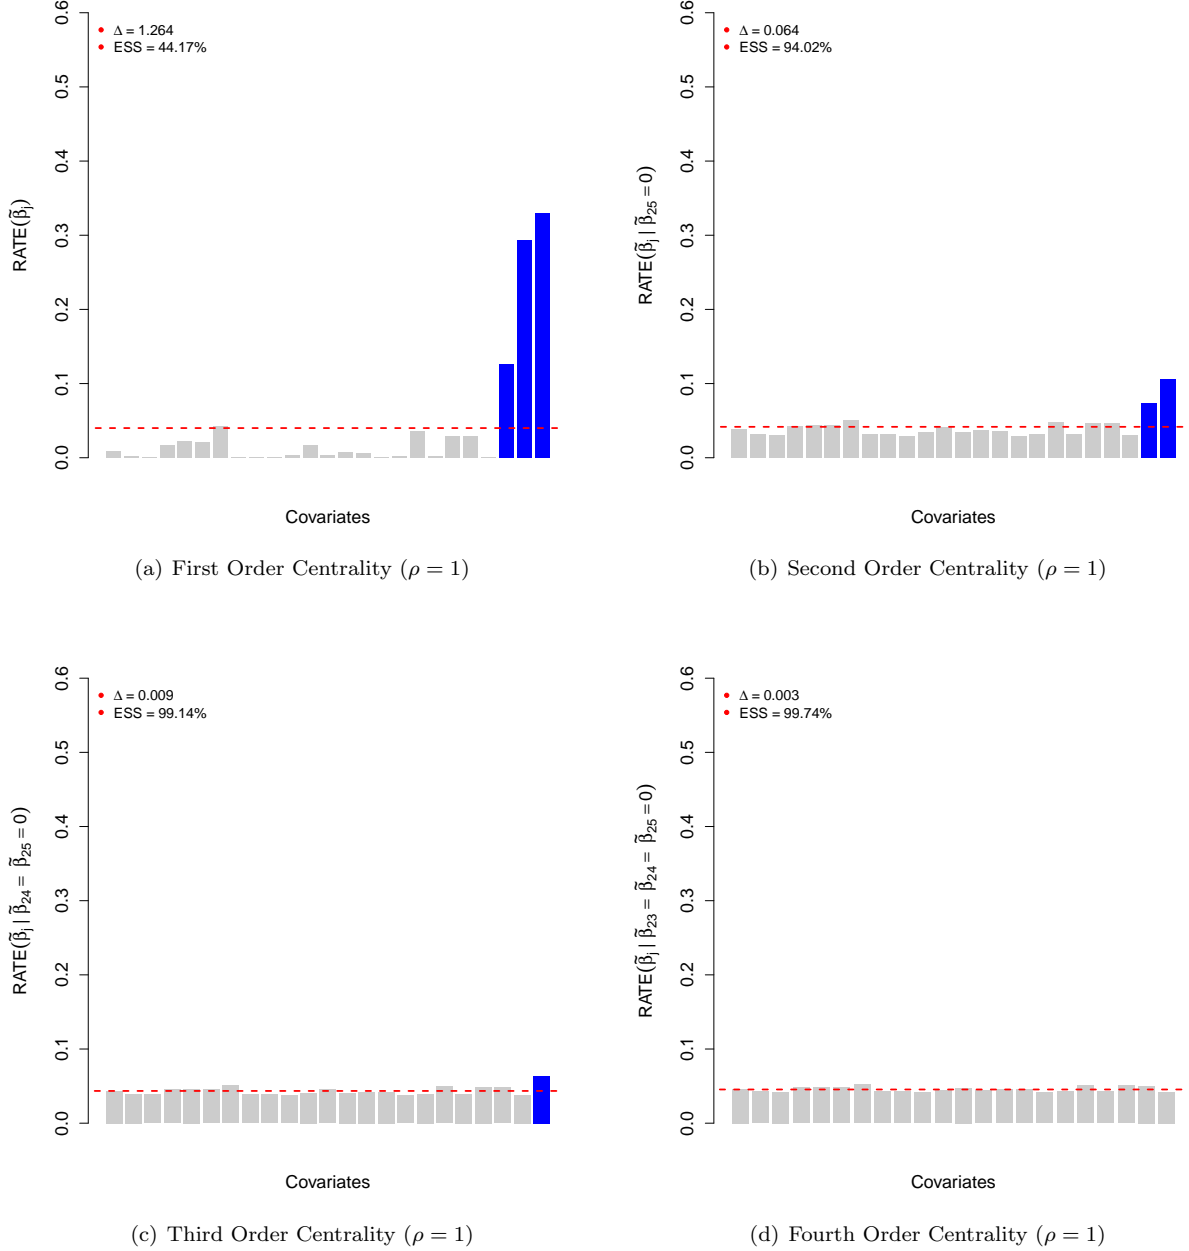 0.6
0.5
0.4
0.3
0.2
0.1
0.0
RATE(β̃j)
Δ = 1.264
ESS = 44.17%
Covariates
(a) First Order Centrality (ρ = 1)
0.6
0.5
0.4
0.3
0.2
0.1
0.0
RATE(β̃j | β̃25 = 0)
Δ = 0.064
ESS = 94.02%
Covariates
(b) Second Order Centrality (ρ = 1)
0.6
0.5
0.4
0.3
0.2
0.1
0.0
RATE(β̃j | β̃24 = β̃25 = 0)
Δ = 0.009
ESS = 99.14%
Covariates
(c) Third Order Centrality (ρ = 1)
0.6
0.5
0.4
0.3
0.2
0.1
0.0
RATE(β̃j | β̃23 = β̃24 = β̃25 = 0)
Δ = 0.003
ESS = 99.74%
Covariates
(d) Fourth Order Centrality (ρ = 1)